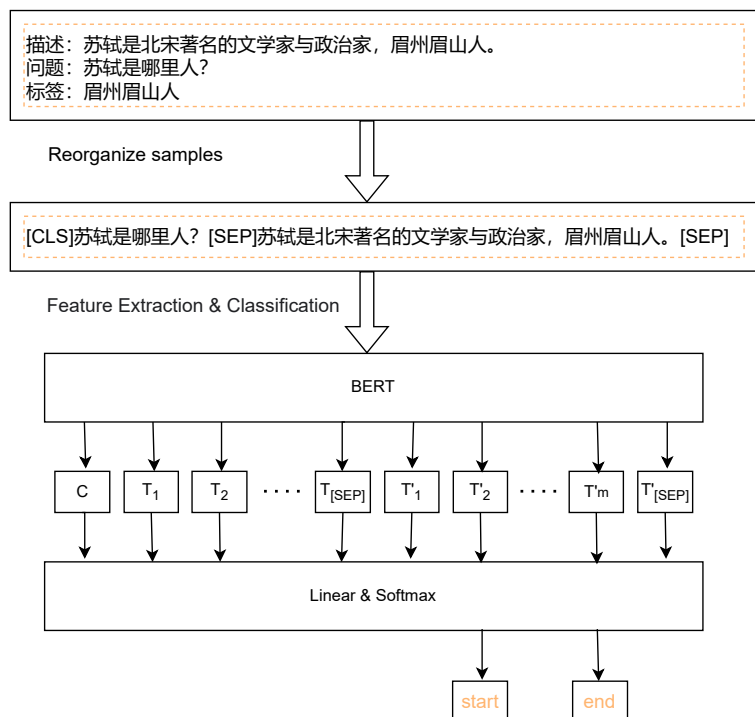 描述：苏轼是北宋著名的文学家与政治家，眉州眉山人。
问题：苏轼是哪里人？
标签：眉州眉山人
Reorganize samples
[CLS]苏轼是哪里人？[SEP]苏轼是北宋著名的文学家与政治家，眉州眉山人。[SEP]
Feature Extraction & Classification
BERT
C T1 T2 .... T[SEP] T'1 T'2 .... T'm T'[SEP]
Linear & Softmax
start end